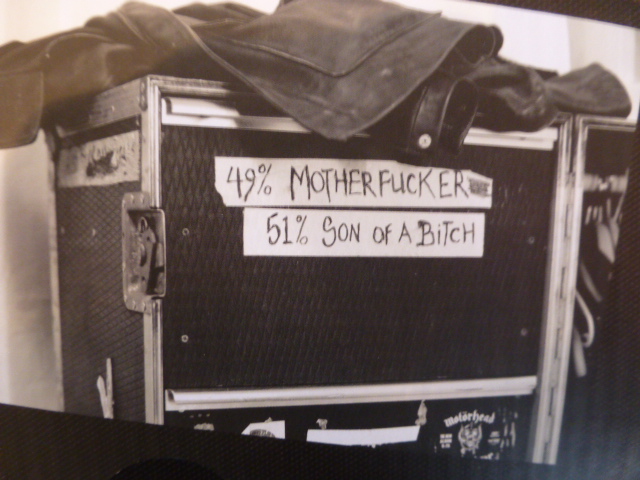 49% MOTHERFUCKER
51% SON OF A BITCH
Motörhead